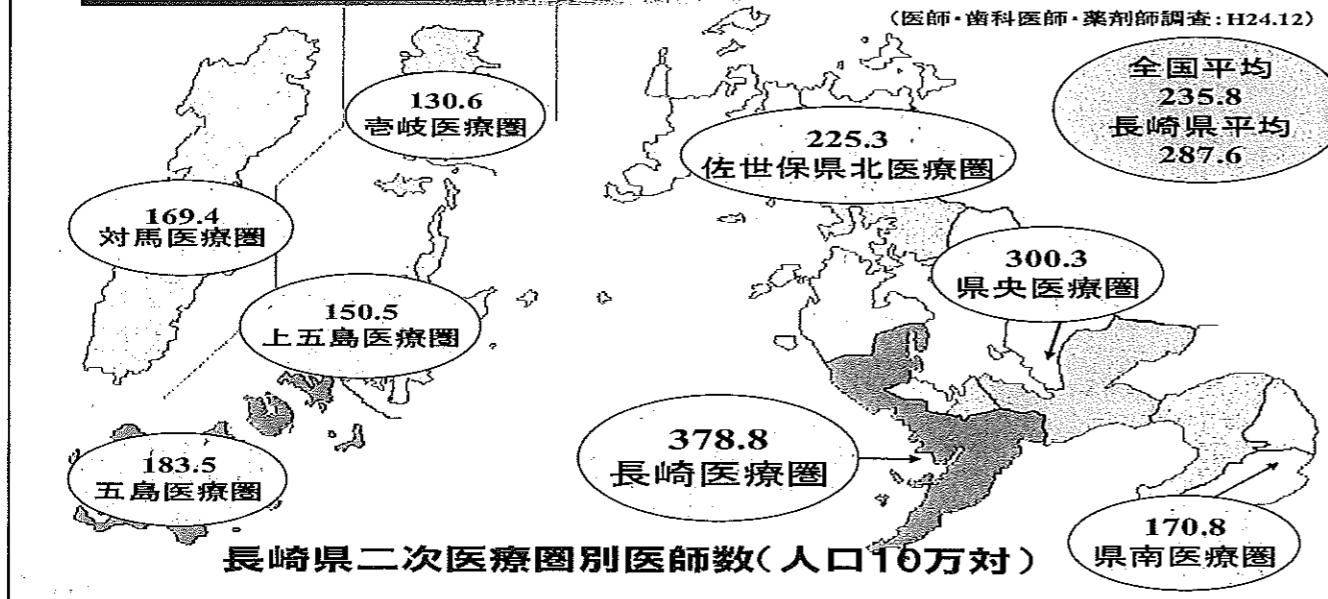 (医師・歯科医師・薬剤師調査:H24.12)
全国平均
235.8
長崎県平均
287.6
130.6
壱岐医療圏
225.3
佐世保県北医療圏
169.4
対馬医療圏
300.3
県央医療圏
150.5
上五島医療圏
378.8
長崎医療圏
183.5
五島医療圏
170.8
県南医療圏
長崎県二次医療圏別医師数(人口10万対)